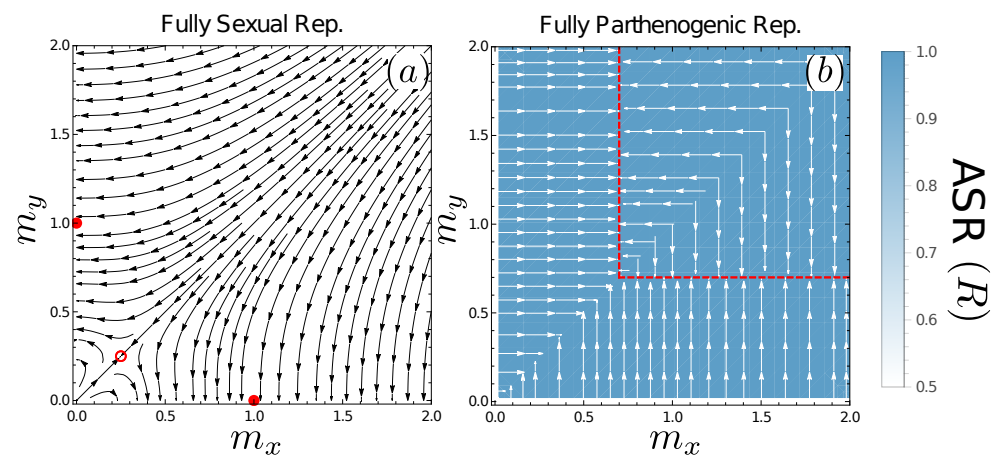 Fully Sexual Rep.
Fully Parthenogenic Rep.
(a)
(b)
2.0
1.5
1.0
0.5
0.0
m_y
0.0 0.5 1.0 1.5 2.0
m_x
2.0
1.5
1.0
0.5
0.0
m_y
0.0 0.5 1.0 1.5 2.0
m_x
1.0
0.9
0.8
0.7
0.6
0.5
ASR (R)